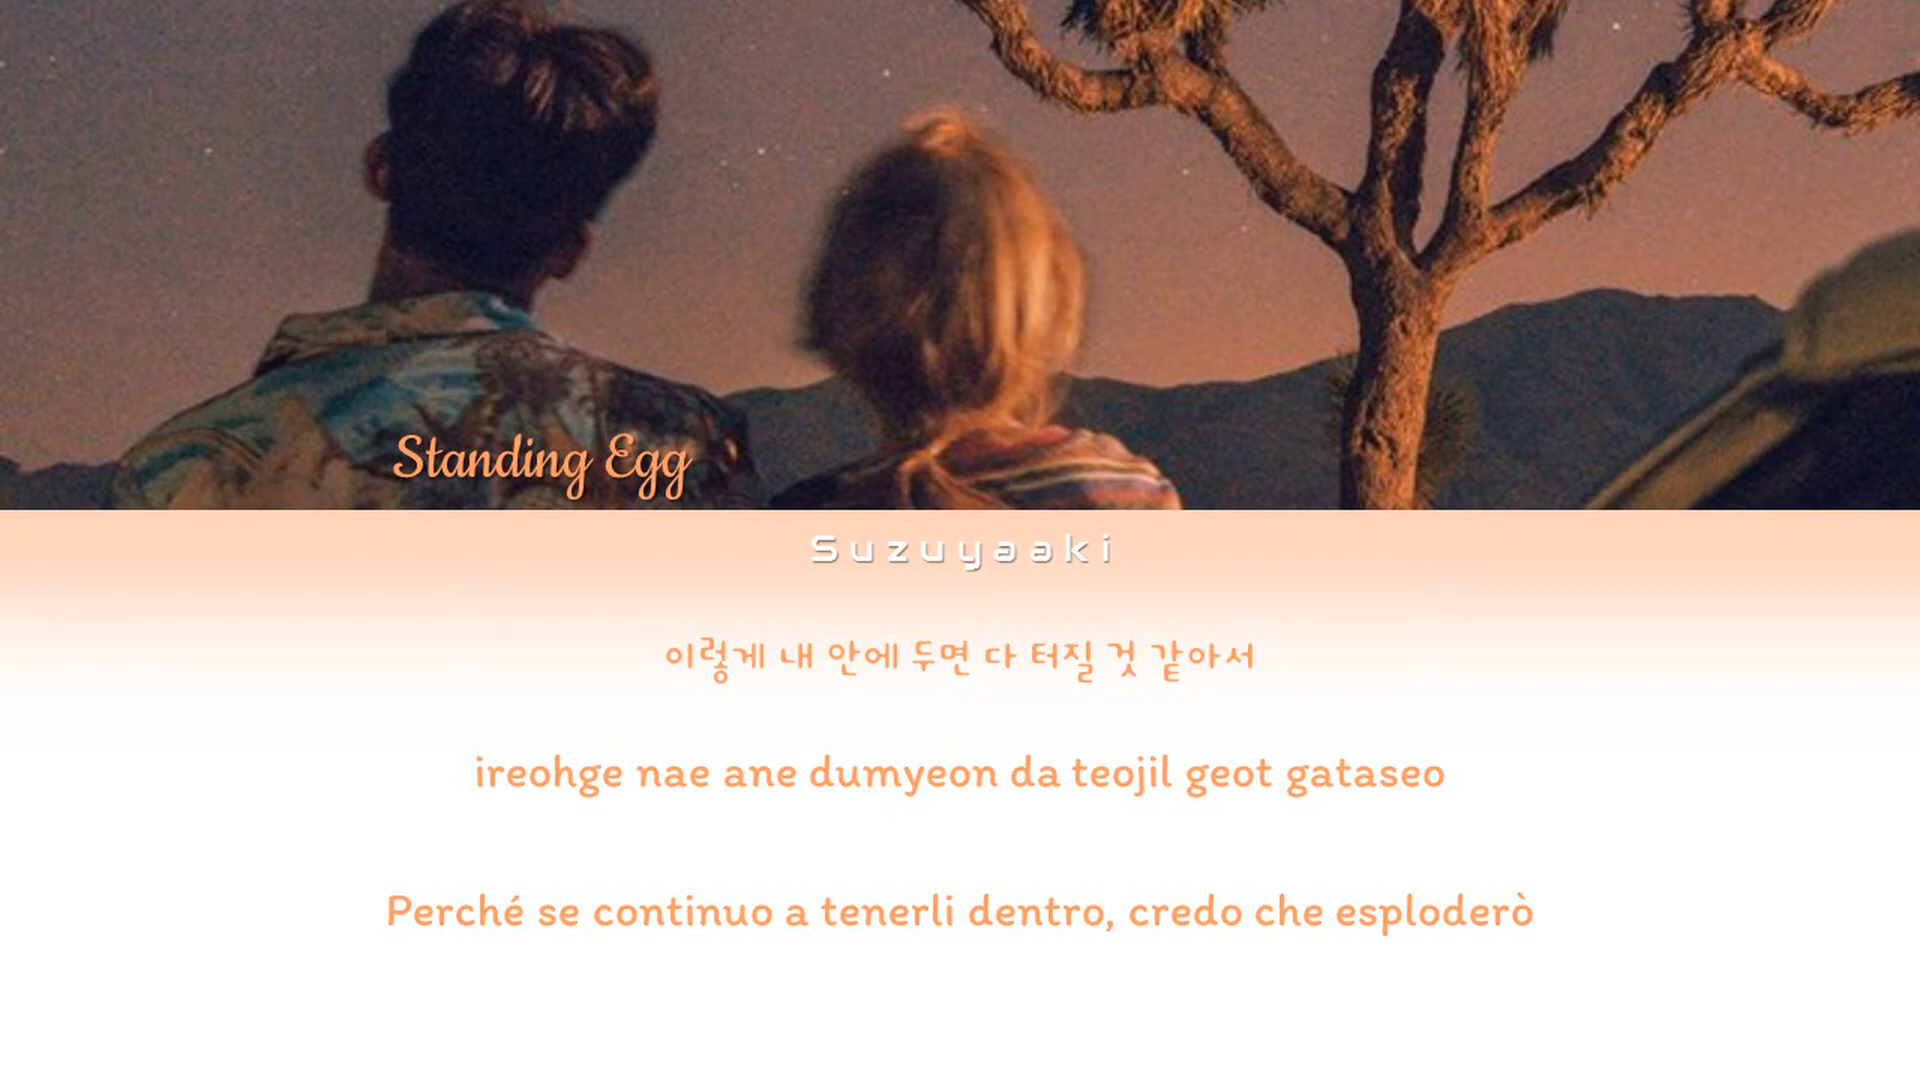 Standing Egg
Suzuyaaki
이렇게 내 안에 두면 다 터질 것 같아서
ireohge nae ane dumyeon da teojil geot gataseo
Perché se continuo a tenerli dentro, credo che esploderò